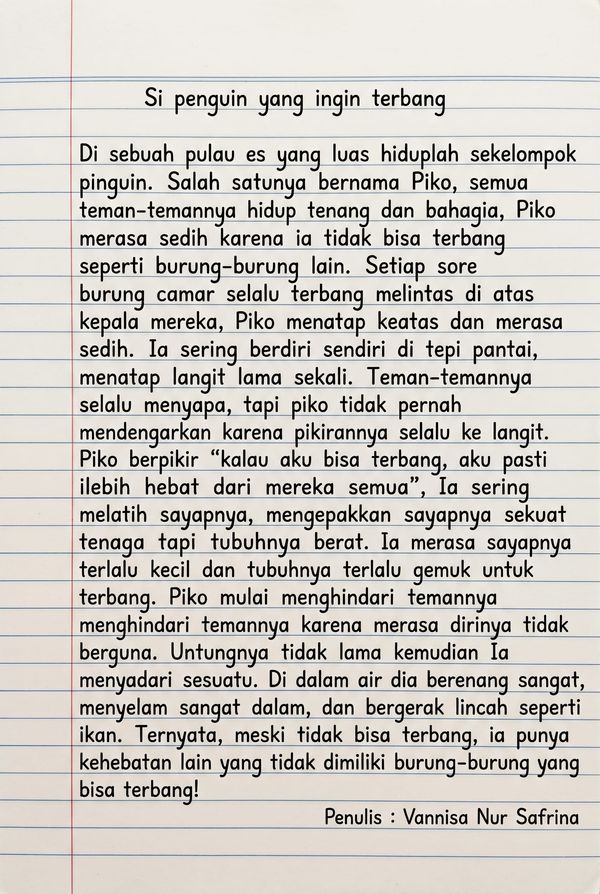 Si penguin yang ingin terbang
Di sebuah pulau es yang luas hiduplah sekelompok
pinguin. Salah satunya bernama Piko, semua
teman-temannya hidup tenang dan bahagia, Piko
merasa sedih karena ia tidak bisa terbang
seperti burung-burung lain. Setiap sore
burung camar selalu terbang melintas di atas
kepala mereka, Piko menatap keatas dan merasa
sedih. Ia sering berdiri sendiri di tepi pantai,
menatap langit lama sekali. Teman-temannya
selalu menyapa, tapi piko tidak pernah
mendengarkan karena pikirannya selalu ke langit.
Piko berpikir “kalau aku bisa terbang, aku pasti
ilebih hebat dari mereka semua”, Ia sering
melatih sayapnya, mengepakkan sayapnya sekuat
tenaga tapi tubuhnya berat. Ia merasa sayapnya
terlalu kecil dan tubuhnya terlalu gemuk untuk
terbang. Piko mulai menghindari temannya
menghindari temannya karena merasa dirinya tidak
berguna. Untungnya tidak lama kemudian Ia
menyadari sesuatu. Di dalam air dia berenang sangat,
menyelam sangat dalam, dan bergerak lincah seperti
ikan. Ternyata, meski tidak bisa terbang, ia punya
kehebatan lain yang tidak dimiliki burung-burung yang
bisa terbang!
Penulis : Vannisa Nur Safrina